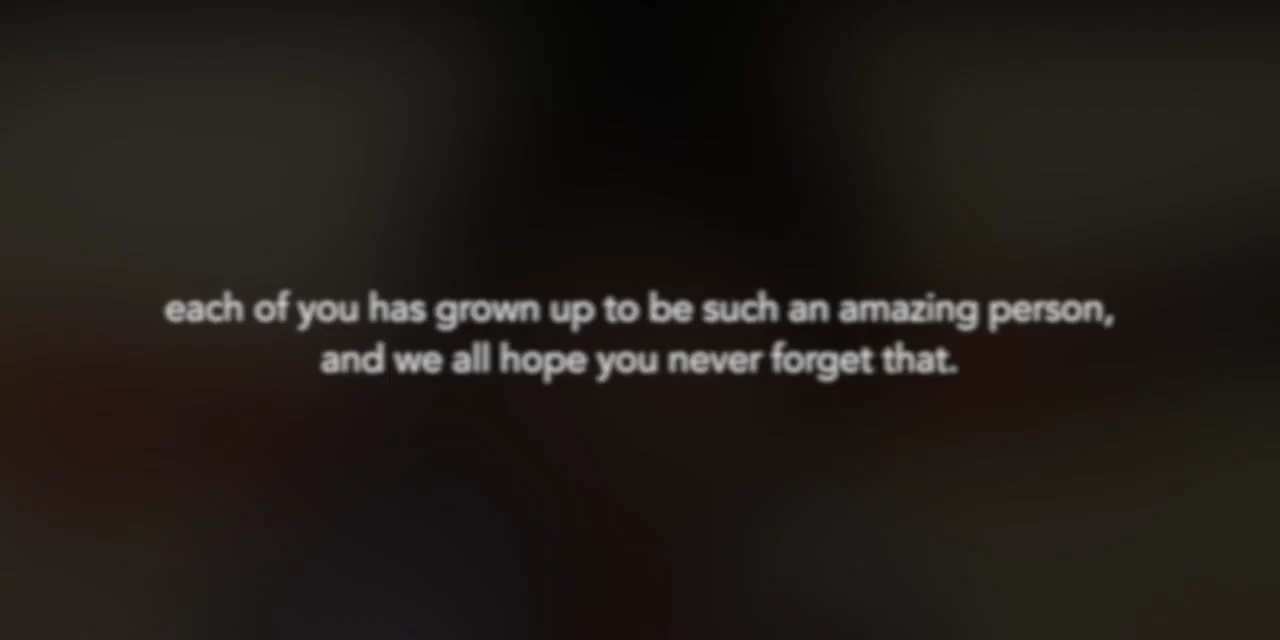 each of you has grown up to be such an amazing person,
and we all hope you never forget that.